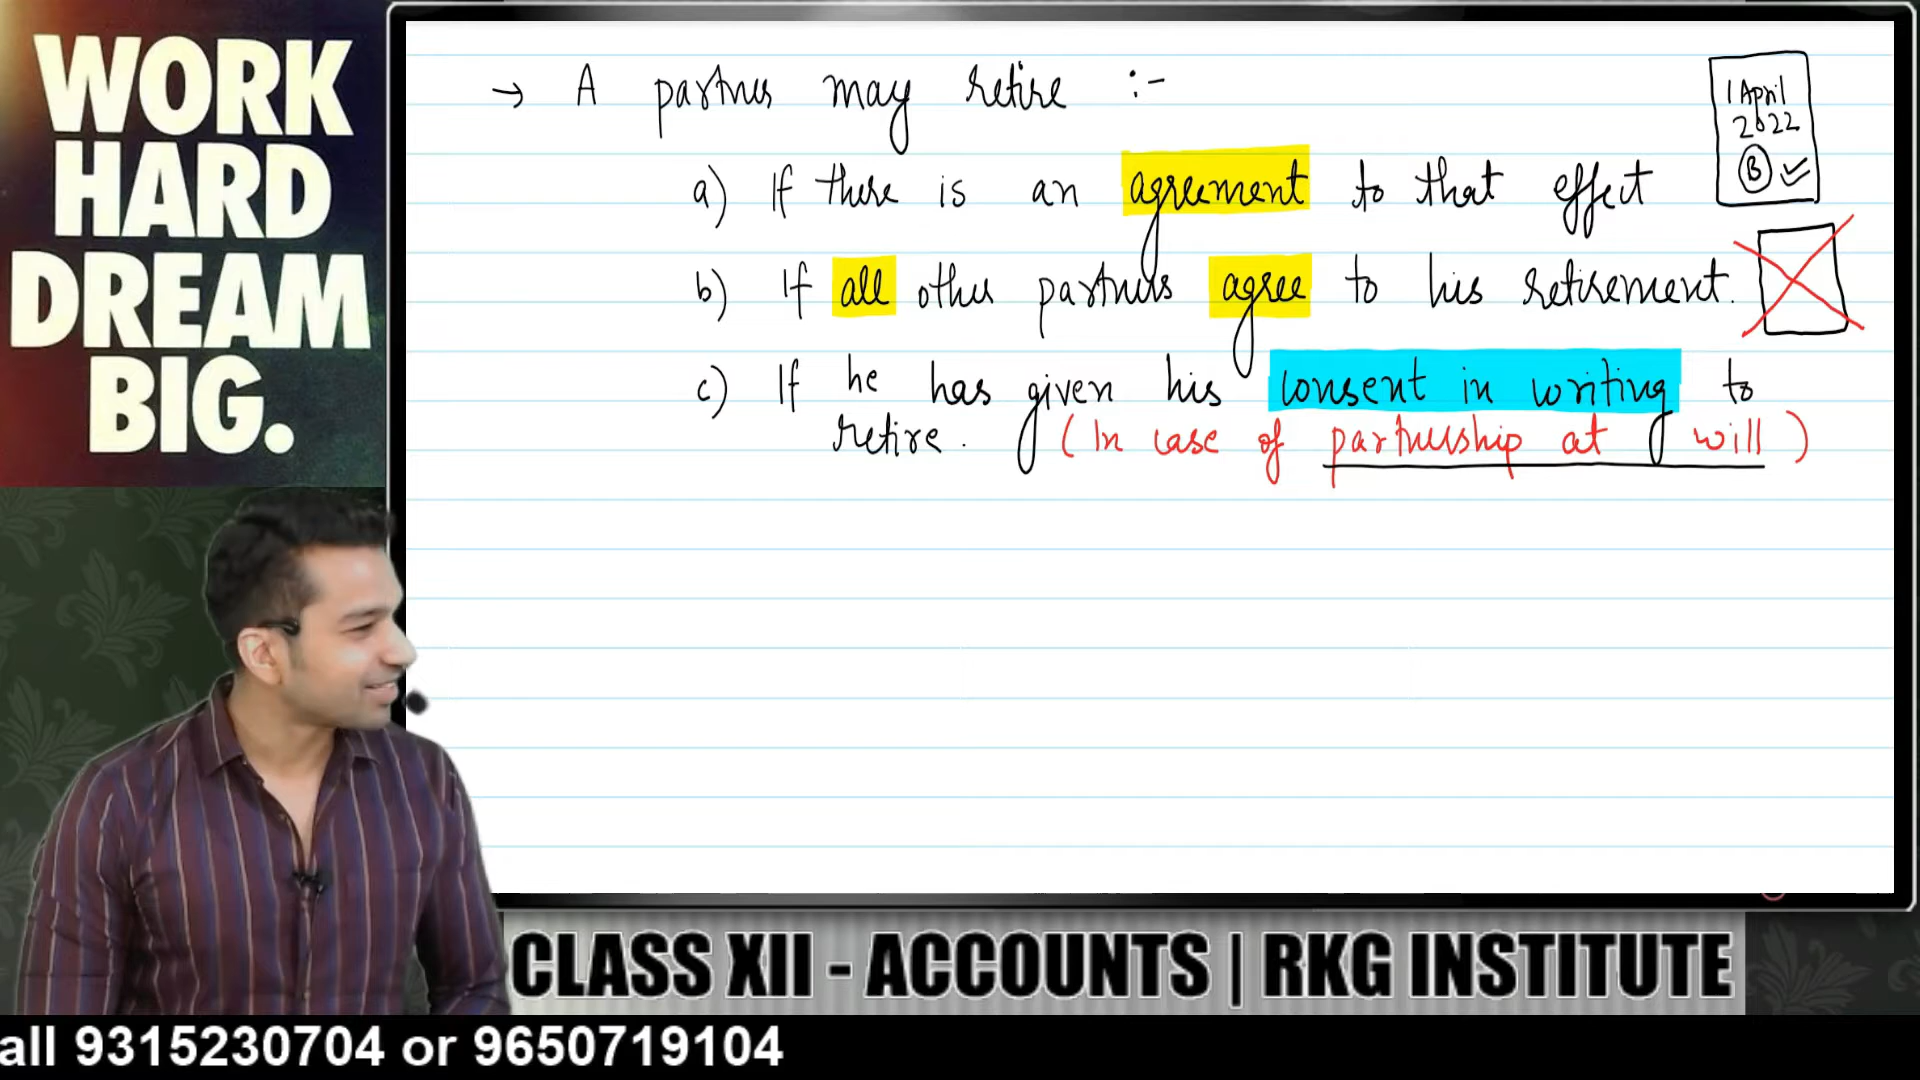 WORK
HARD
DREAM
BIG.
→ A partner may retire :-
a) If there is an agreement to that effect
b) If all other partners agree to his retirement.
c) If he has given his consent in writing to
retire. (In case of partnership at will)
1 April
2022
B
CLASS XII - ACCOUNTS | RKG INSTITUTE
all 9315230704 or 9650719104